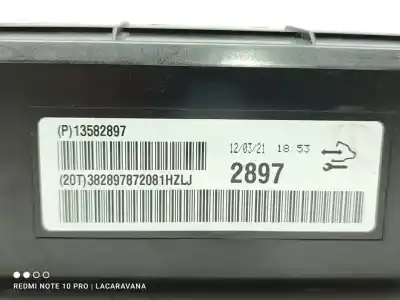 (P)13582897
12/03/21 18:53
2897
(20T)382897872081HZLJ
REDMI NOTE 10 PRO | LACARAVANA